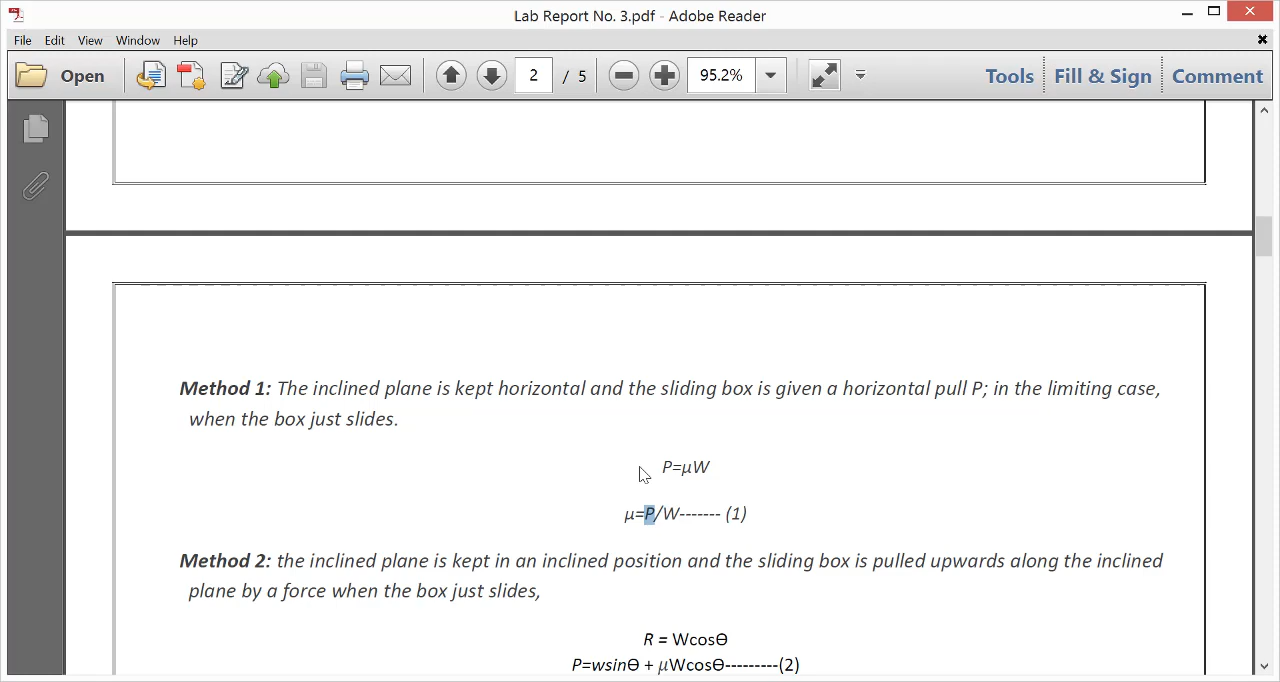 Lab Report No. 3.pdf - Adobe Reader
File Edit View Window Help
Open 2 / 5 95.2% Tools Fill & Sign Comment
Method 1: The inclined plane is kept horizontal and the sliding box is given a horizontal pull P; in the limiting case,
when the box just slides.
P=μW
μ=P/W------- (1)
Method 2: the inclined plane is kept in an inclined position and the sliding box is pulled upwards along the inclined
plane by a force when the box just slides,
R = WcosƟ
P=wsinƟ + μWcosƟ---------(2)